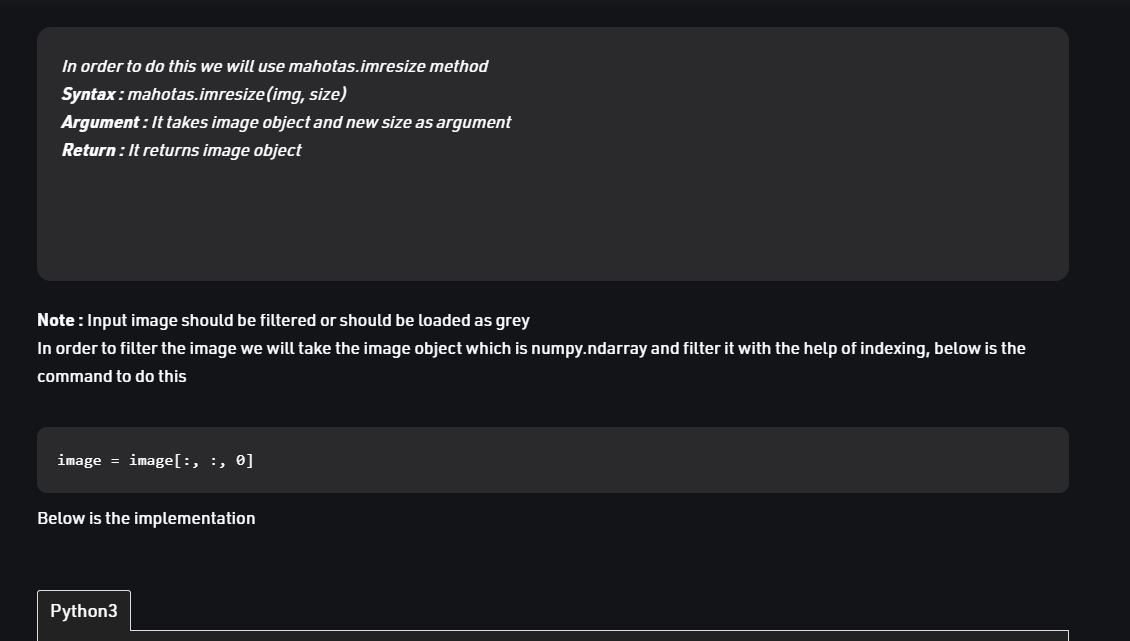 In order to do this we will use mahotas.imresize method
Syntax : mahotas.imresize(img, size)
Argument : It takes image object and new size as argument
Return : It returns image object
Note : Input image should be filtered or should be loaded as grey
In order to filter the image we will take the image object which is numpy.ndarray and filter it with the help of indexing, below is the
command to do this
image = image[:, :, 0]
Below is the implementation
Python3